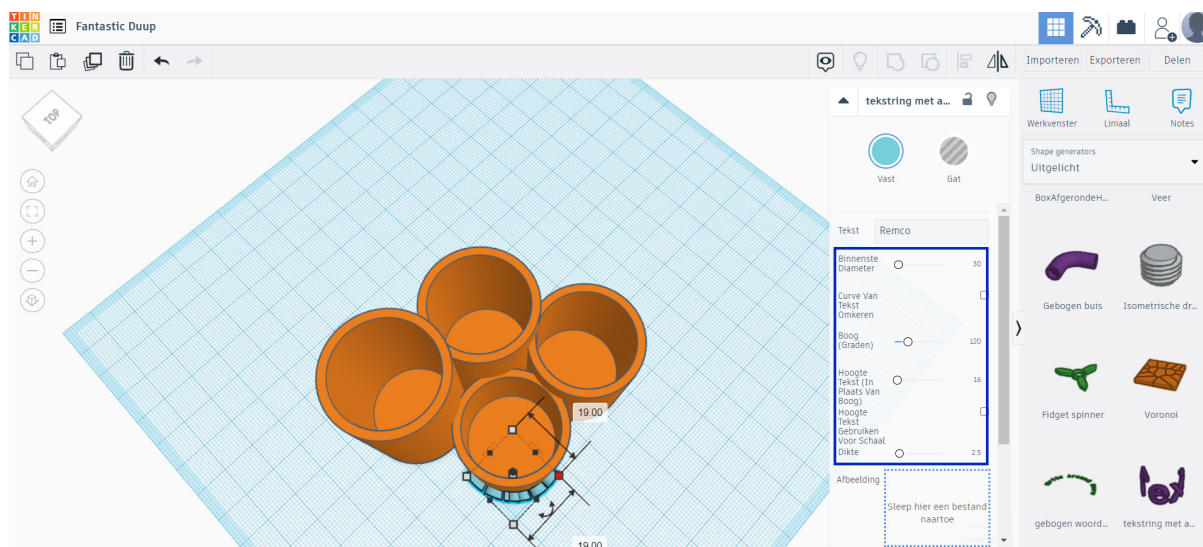 TIN
KER
CAD
Fantastic Duup
Importeren Exporteren Delen
TOP
tekstring met a...
Vast Gat
Tekst Remco
Binnenste
Diameter 30
Curve Van
Tekst
Omkeren
Boog
(Graden) 120
Hoogte
Tekst (In
Plaats Van
Boog) 16
Hoogte
Tekst
Gebruiken
Voor Schaal
Dikte 2.5
Afbeelding
Sleep hier een bestand
naartoe
19.00
19.00
Werkvenster Liniaal Notes
Shape generators
Uitgelicht
BoxAfgerondeH... Veer
Gebogen buis Isometrische dr...
Fidget spinner Voronoi
gebogen woord... tekstring met a...